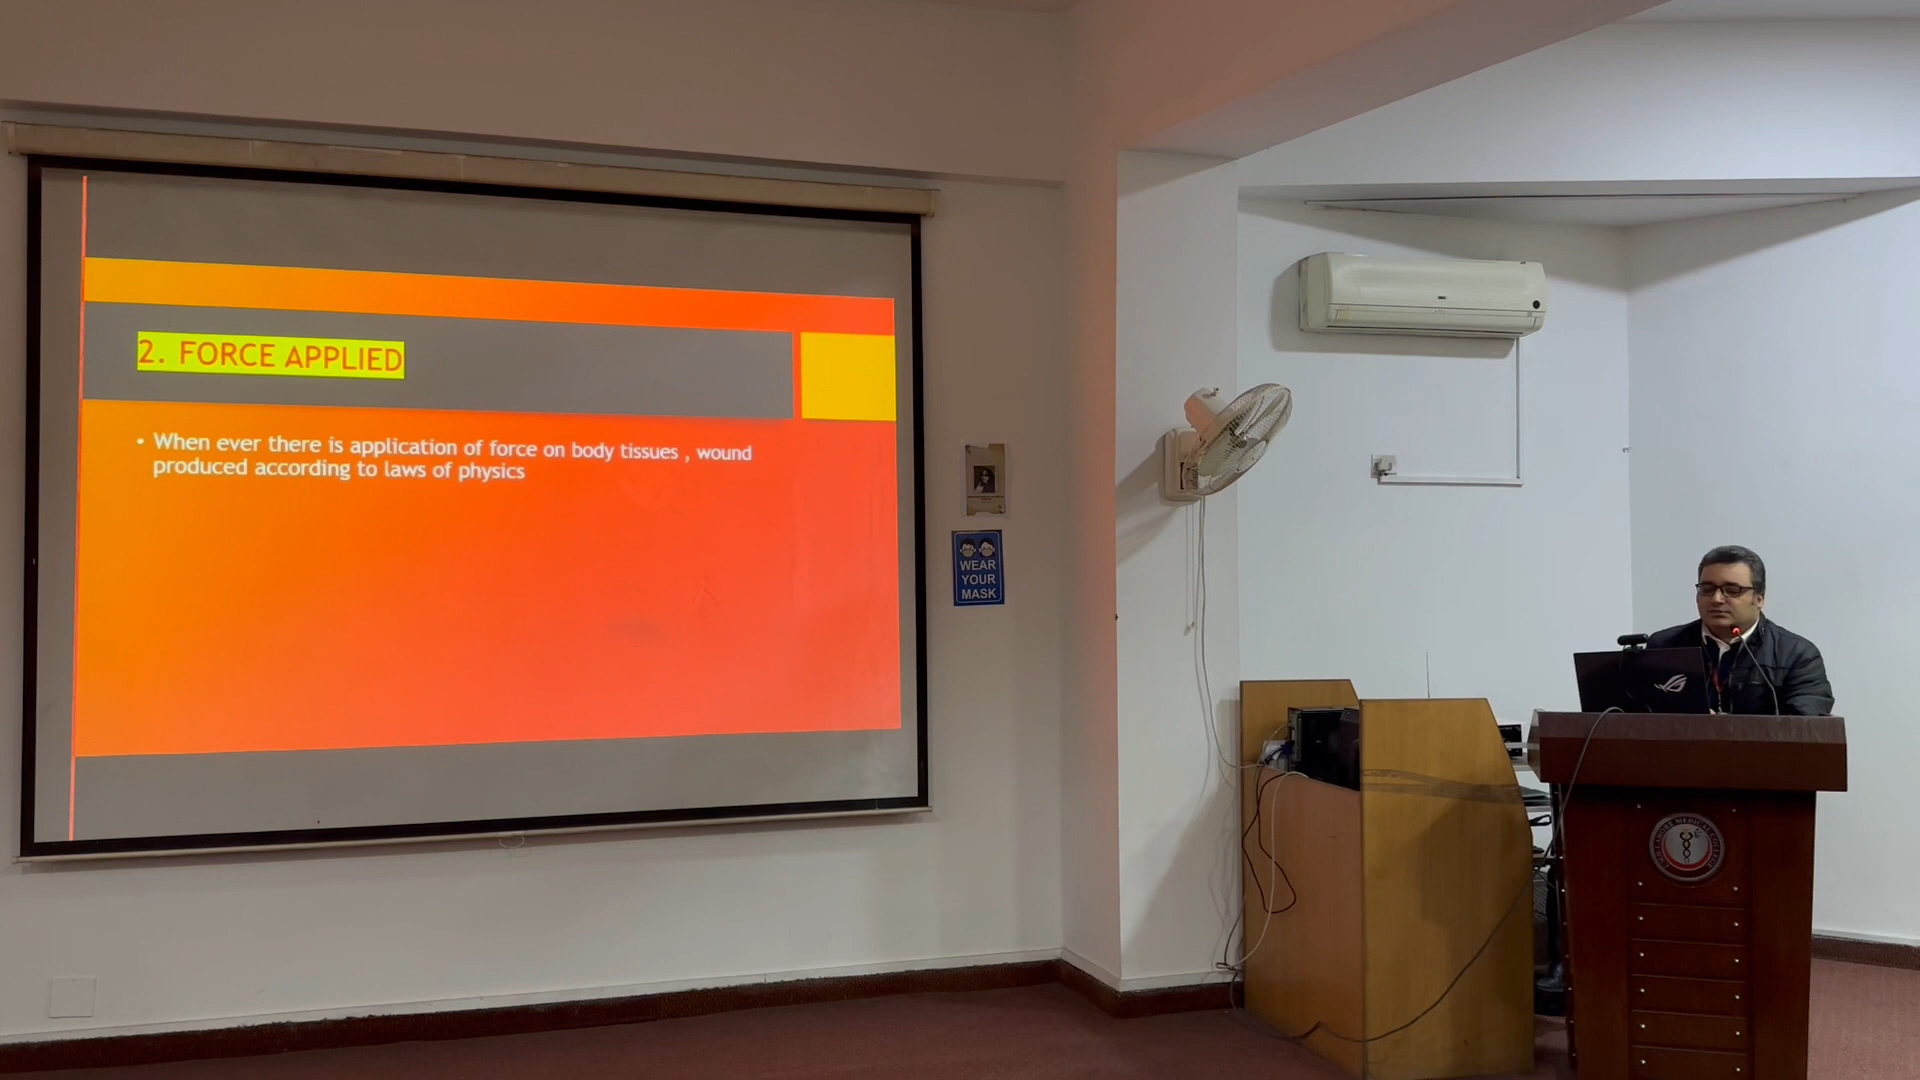 2. FORCE APPLIED
• When ever there is application of force on body tissues , wound
produced according to laws of physics
WEAR
YOUR
MASK